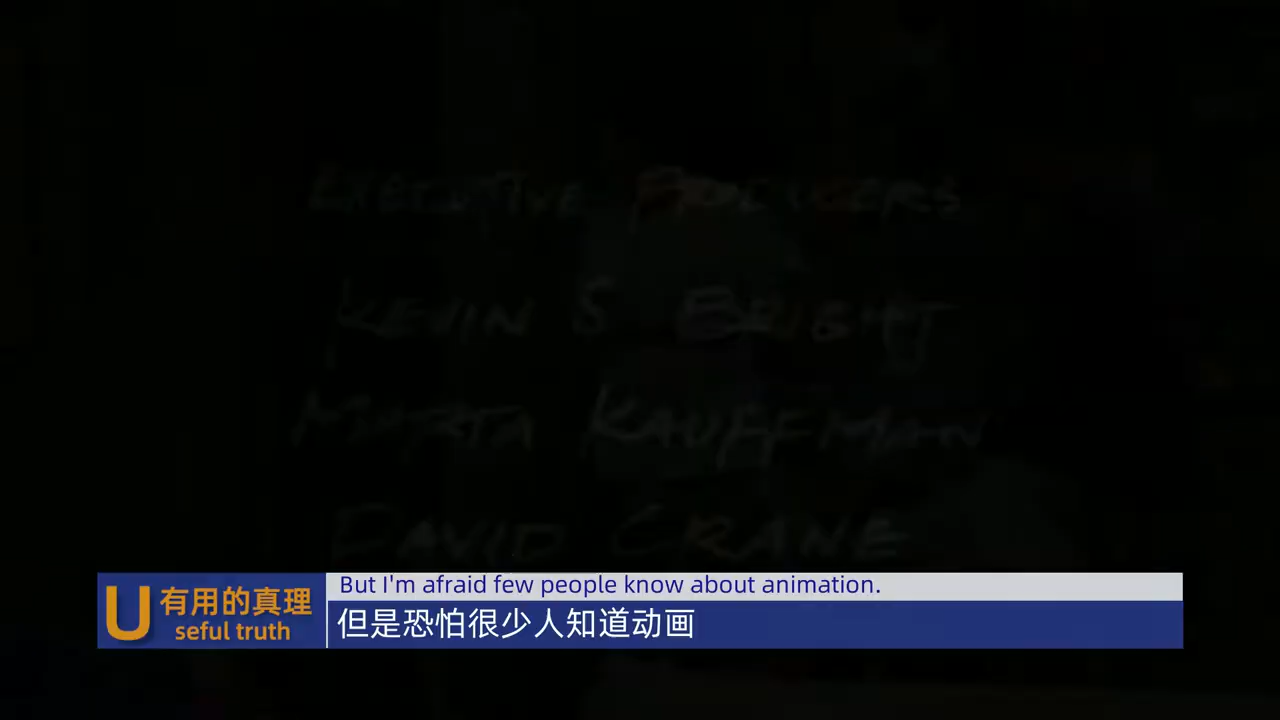 EXECUTIVE PRODUCERS
KEVIN S BRIGHT
MARTA KAUFFMAN
DAVID CRANE
But I'm afraid few people know about animation.
U有用的真理
seful truth
但是恐怕很少人知道动画